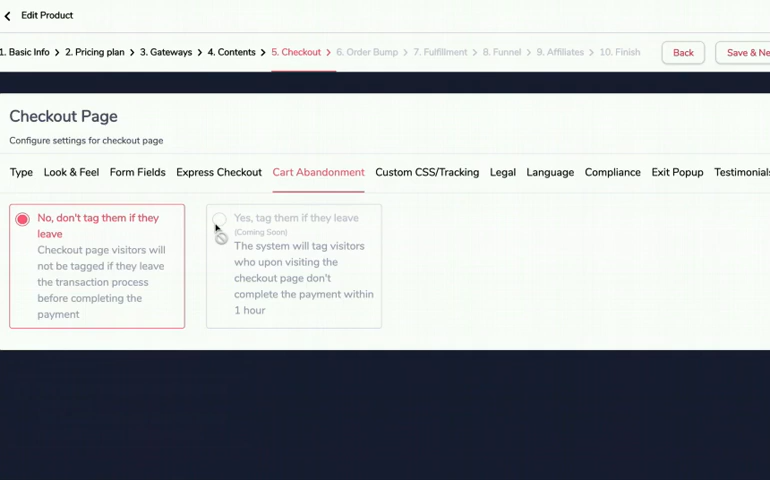 Edit Product
1. Basic Info > 2. Pricing plan > 3. Gateways > 4. Contents > 5. Checkout > 6. Order Bump > 7. Fulfillment > 8. Funnel > 9. Affiliates > 10. Finish Back Save & Ne
Checkout Page
Configure settings for checkout page
Type Look & Feel Form Fields Express Checkout Cart Abandonment Custom CSS/Tracking Legal Language Compliance Exit Popup Testimonials
No, don't tag them if they
leave
Checkout page visitors will
not be tagged if they leave
the transaction process
before completing the
payment
Yes, tag them if they leave
(Coming Soon)
The system will tag visitors
who upon visiting the
checkout page don't
complete the payment within
1 hour